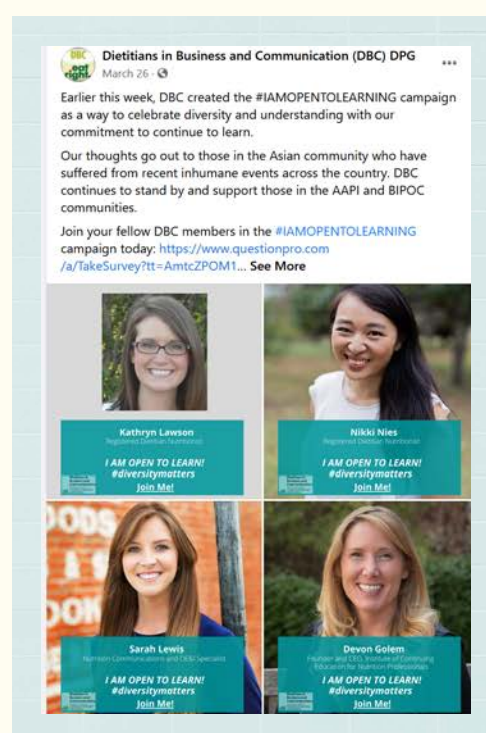 DBC
eat
right.
Dietitians in Business and Communication (DBC) DPG
March 26 ·
Earlier this week, DBC created the #IAMOPENTOLEARNING campaign
as a way to celebrate diversity and understanding with our
commitment to continue to learn.
Our thoughts go out to those in the Asian community who have
suffered from recent inhumane events across the country. DBC
continues to stand by and support those in the AAPI and BIPOC
communities.
Join your fellow DBC members in the #IAMOPENTOLEARNING
campaign today: https://www.questionpro.com
/a/TakeSurvey?tt=AmtcZPOM1... See More
Kathryn Lawson
Registered Dietitian Nutritionist
I AM OPEN TO LEARN!
#diversitymatters
Join Me!
Nikki Nies
Registered Dietitian Nutritionist
I AM OPEN TO LEARN!
#diversitymatters
Join Me!
OODS
Sarah Lewis
Nutrition Communications and DE&I Specialist
I AM OPEN TO LEARN!
#diversitymatters
Join Me!
Devon Golem
Founder and CEO, Institute of Continuing
Education for Nutrition Professionals
I AM OPEN TO LEARN!
#diversitymatters
Join Me!